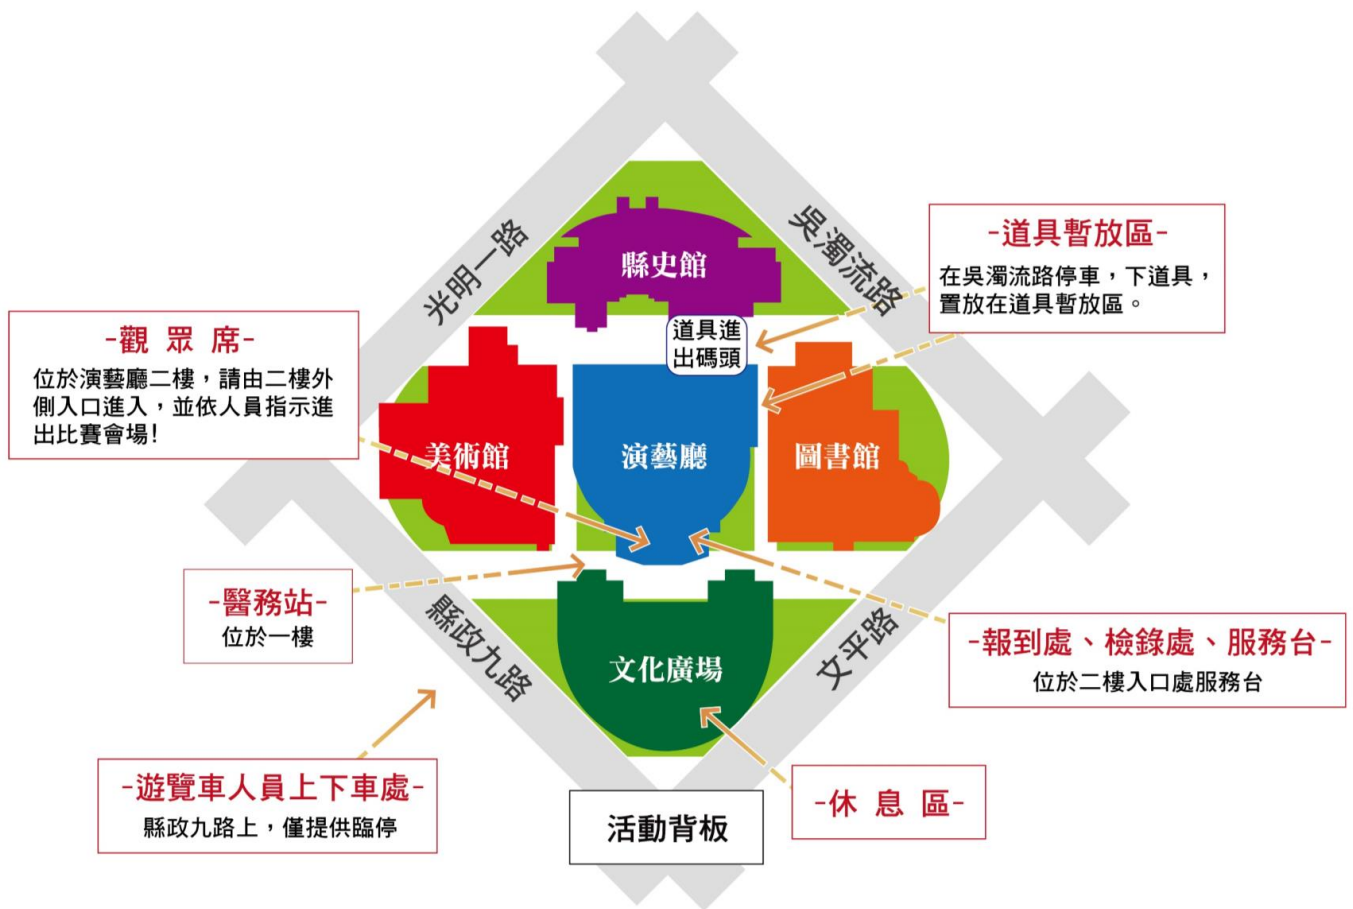 光明一路
吳濁流路
縣史館
-道具暫放區-
在吳濁流路停車，下道具，
置放在道具暫放區。
道具進
出碼頭
-觀 眾 席-
位於演藝廳二樓，請由二樓外
側入口進入，並依人員指示進
出比賽會場!
美術館
演藝廳
圖書館
-醫務站-
位於一樓
縣政九路
文化廣場
文平路
-報到處、檢錄處、服務台-
位於二樓入口處服務台
-遊覽車人員上下車處-
縣政九路上，僅提供臨停
活動背板
-休 息 區-